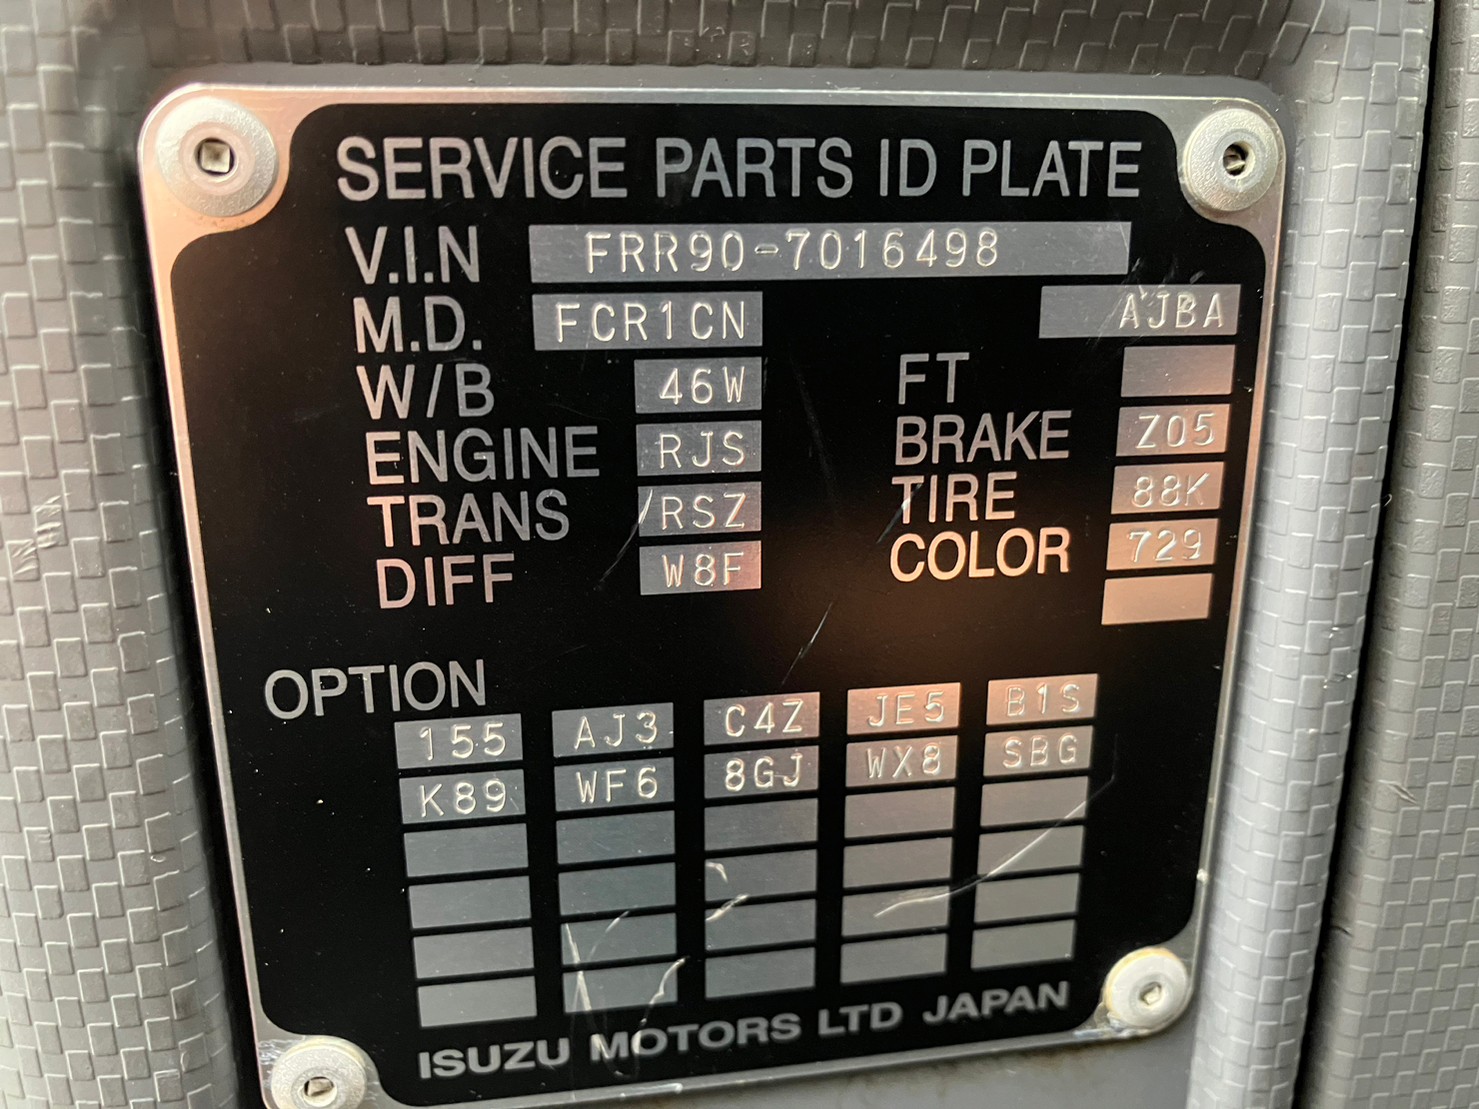 SERVICE PARTS ID PLATE
V.I.N FRR90-7016498
M.D. FCR1CN AJBA
W/B 46W FT
ENGINE RJS BRAKE Z05
TRANS /RSZ TIRE 88K
DIFF W8F COLOR 729
OPTION
155 AJ3 C4Z JE5 B1S
K89 WF6 8GJ WX8 SBG
ISUZU MOTORS LTD JAPAN